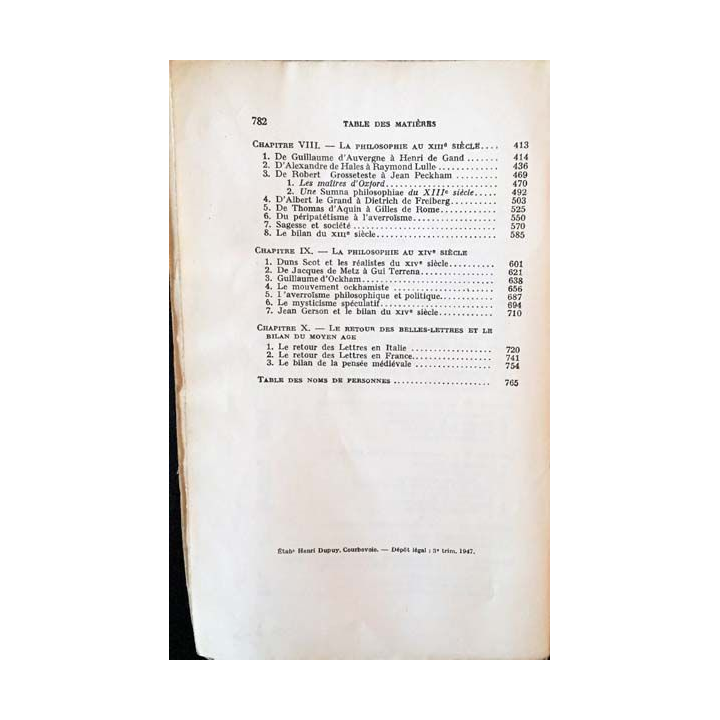 782 TABLE DES MATIÈRES
CHAPITRE VIII. — LA PHILOSOPHIE AU XIIIe SIÈCLE.... 413
1. De Guillaume d'Auvergne à Henri de Gand ....... 414
2. D'Alexandre de Hales à Raymond Lulle ............ 436
3. De Robert Grosseteste à Jean Peckham ......... 469
1. Les maîtres d'Oxford..................... 470
2. Une Sumna philosophiae du XIIIe siècle..... 492
4. D'Albert le Grand à Dietrich de Freiberg.......... 503
5. De Thomas d'Aquin à Gilles de Rome............ 525
6. Du péripatétisme à l'averroïsme................. 550
7. Sagesse et société ............................. 570
8. Le bilan du XIIIe siècle........................ 585
CHAPITRE IX. — LA PHILOSOPHIE AU XIVe SIÈCLE
1. Duns Scot et les réalistes du XIVe siècle......... 601
2. De Jacques de Metz à Gui Terrena............... 621
3. Guillaume d'Ockham........................... 638
4. Le mouvement ockhamiste ..................... 656
5. L'averroïsme philosophique et politique........... 687
6. Le mysticisme spéculatif........................ 694
7. Jean Gerson et le bilan du XIVe siècle........... 710
CHAPITRE X. — LE RETOUR DES BELLES-LETTRES ET LE
BILAN DU MOYEN AGE
1. Le retour des Lettres en Italie ................. 720
2. Le retour des Lettres en France................. 741
3. Le bilan de la pensée médiévale ................ 754
TABLE DES NOMS DE PERSONNES .................... 765
Étabs Henri Dupuy, Courbevoie. — Dépôt légal : 3e trim. 1947.